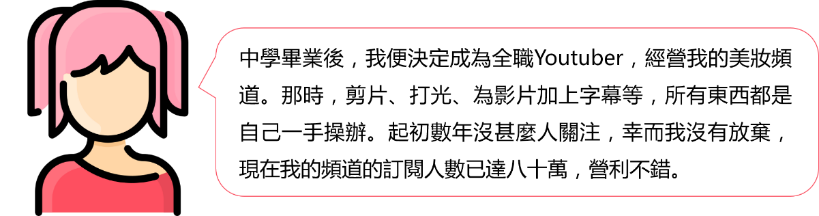 中學畢業後，我便決定成為全職Youtuber，經營我的美妝頻
道。那時，剪片、打光、為影片加上字幕等，所有東西都是
自己一手操辦。起初數年沒甚麼人關注，幸而我沒有放棄，
現在我的頻道的訂閱人數已達八十萬，營利不錯。